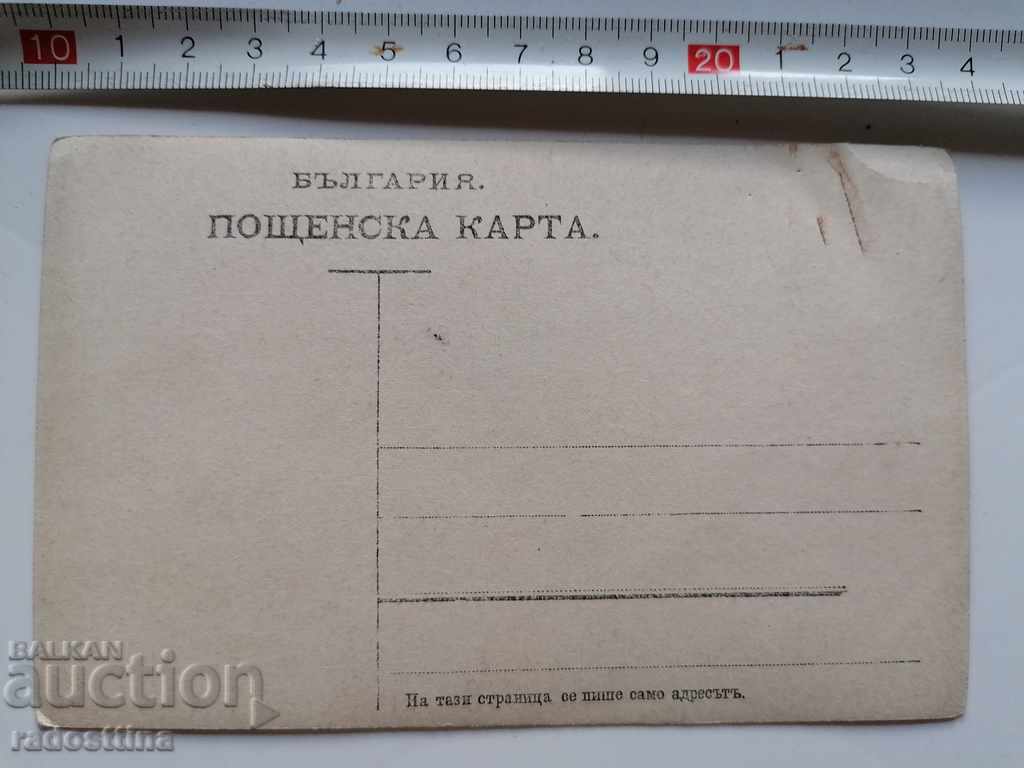 10 1 2 3 4 5 6 7 8 9 20 1 2 3 4
БЪЛГАРИЯ.
ПОЩЕНСКА КАРТА.
На тази страница се пише само адресътъ.
BALKAN
auction
radosttina